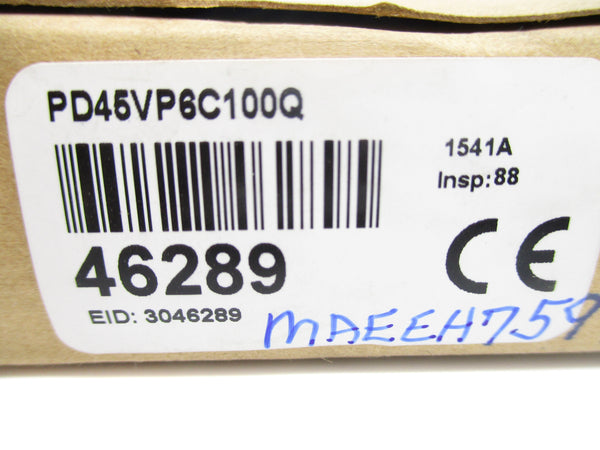 PD45VP6C100Q
1541A
Insp:88
46289
CE
EID: 3046289
MAEEH759